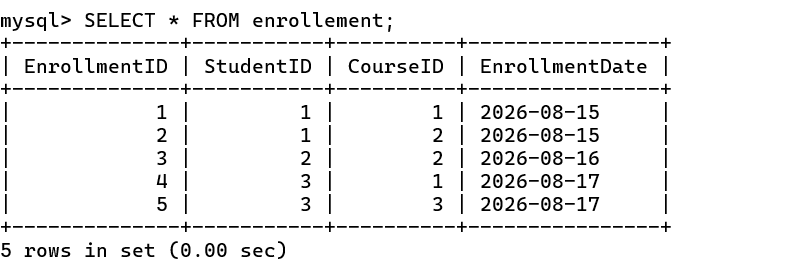 mysql> SELECT * FROM enrollement;
+--------------+-----------+----------+----------------+
| EnrollmentID | StudentID | CourseID | EnrollmentDate |
+--------------+-----------+----------+----------------+
|            1 |         1 |        1 | 2026-08-15     |
|            2 |         1 |        2 | 2026-08-15     |
|            3 |         2 |        2 | 2026-08-16     |
|            4 |         3 |        1 | 2026-08-17     |
|            5 |         3 |        3 | 2026-08-17     |
+--------------+-----------+----------+----------------+
5 rows in set (0.00 sec)